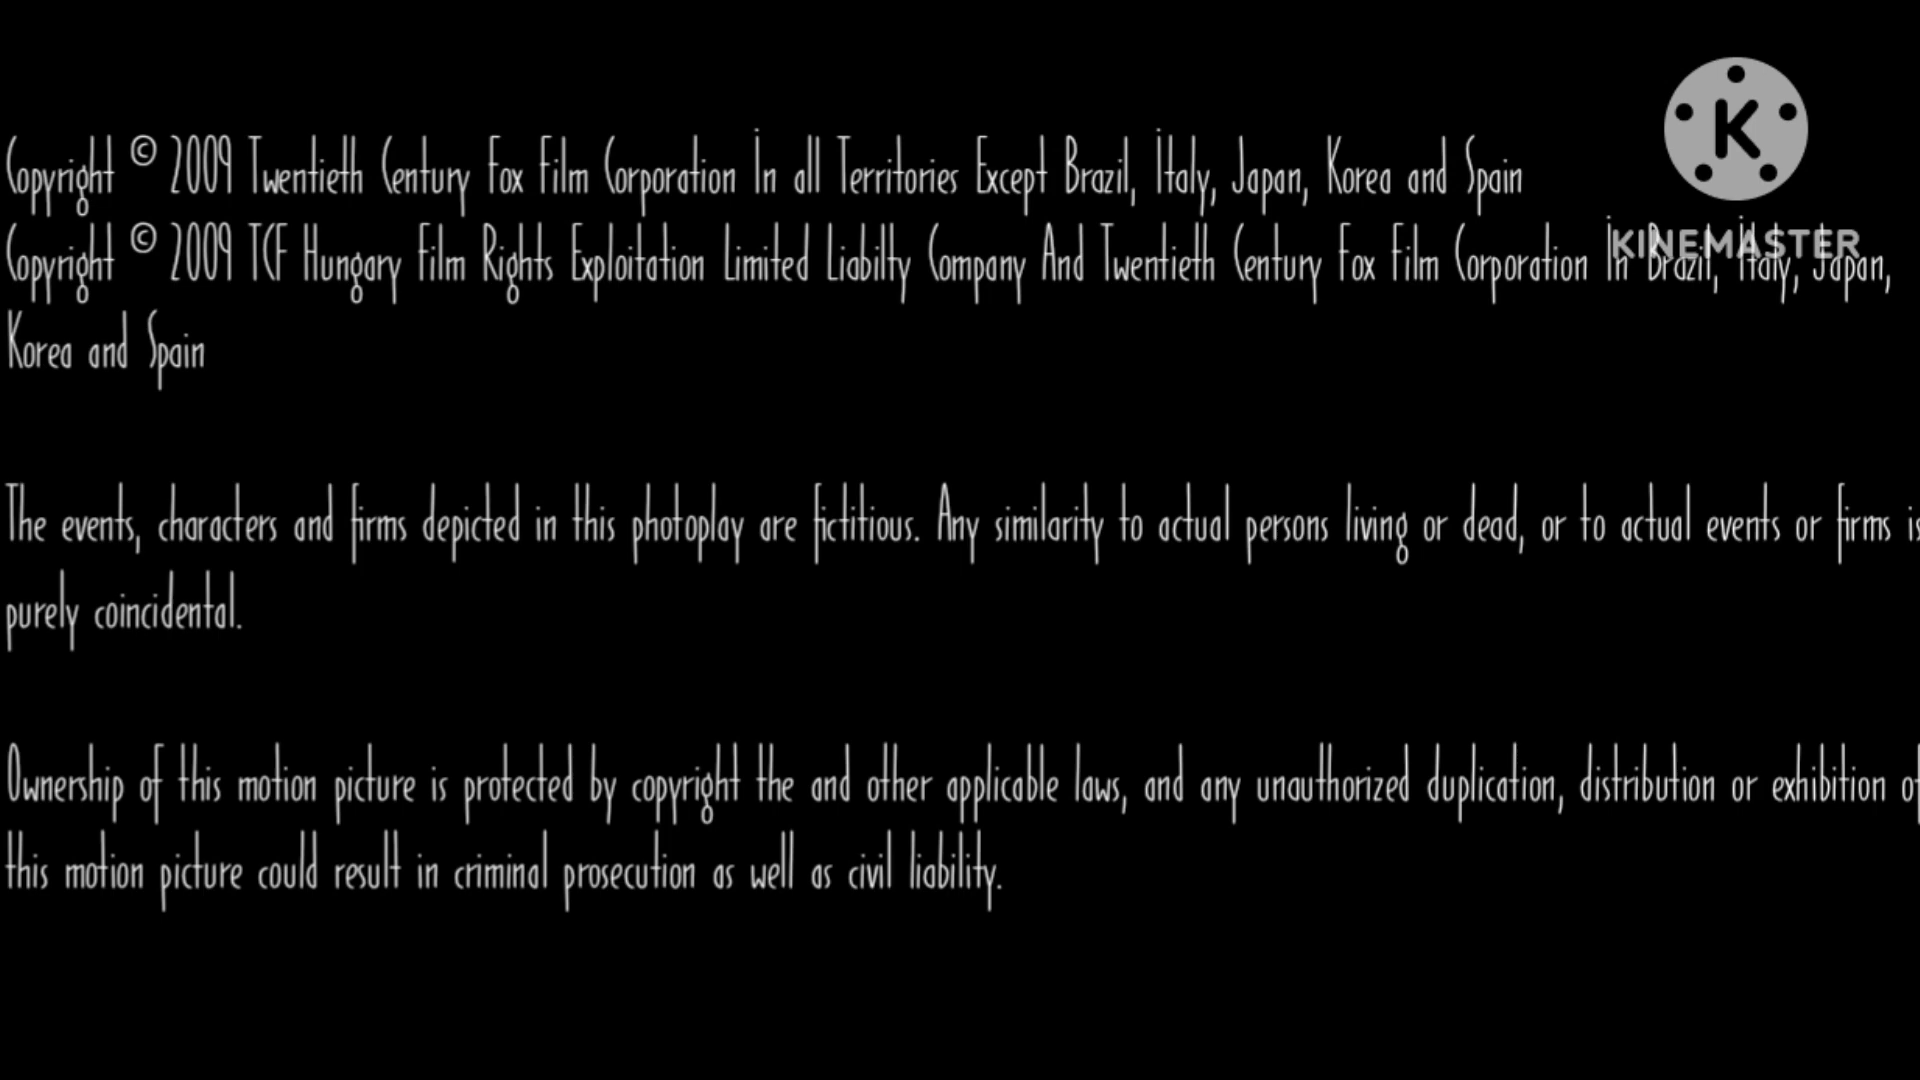 Copyright © 2009 Twentieth Century Fox Film Corporation İn all Territories Except Brazil, İtaly, Japan, Korea and Spain
Copyright © 2009 TCF Hungary Film Rights Exploitation Limited Liabilty Company And Twentieth Century Fox Film Corporation İn Brazil, İtaly, Japan,
Korea and Spain
K
KINEMASTER
The events, characters and firms depicted in this photoplay are fictitious. Any similarity to actual persons living or dead, or to actual events or firms is
purely coincidental.
Ownership of this motion picture is protected by copyright the and other applicable laws, and any unauthorized duplication, distribution or exhibition of
this motion picture could result in criminal prosecution as well as civil liability.